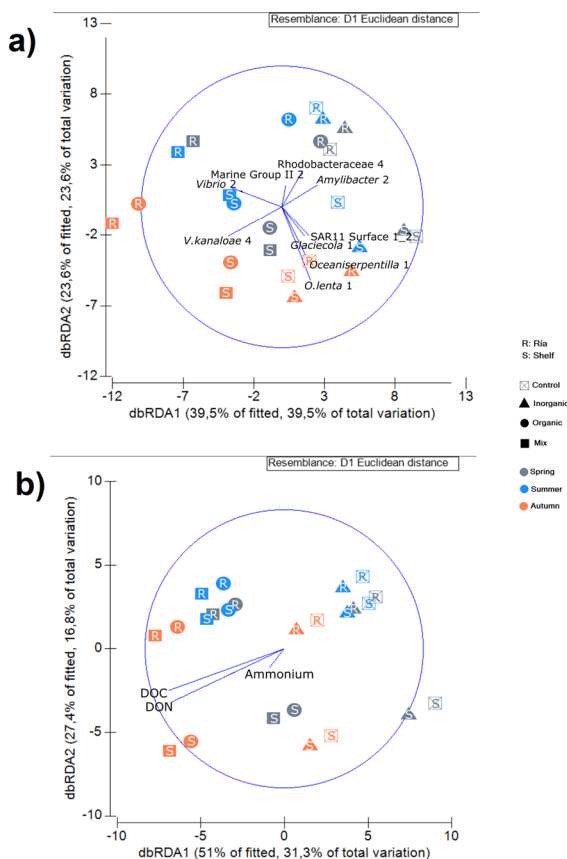 Resemblance: D1 Euclidean distance
a)
13
8
3
-2
-7
-12
dbRDA2 (23,6% of fitted, 23,6% of total variation)
R
R
R
R
R
R
R
R
Rhodobacteraceae 4
Marine Group II 2
Amylibacter 2
Vibrio 2
S
S
S
R
R
V.kanaloae 4
S
SAR11 Surface 1_2
S
S
Glaciecola 1
S
S
S
R
Oceaniserpentilla 1
R
S
O.lenta 1
S
S
-12
-7
-2
3
8
13
dbRDA1 (39,5% of fitted, 39,5% of total variation)
R: Ría
S: Shelf
Control
Inorganic
Organic
Mix
Spring
Summer
Autumn
Resemblance: D1 Euclidean distance
b)
10
5
0
-5
-10
dbRDA2 (27,4% of fitted, 16,8% of total variation)
R
R
R
R
R
R
R
R
S
S
S
S
R
R
R
R
Ammonium
DOC
DON
S
S
S
S
S
S
S
S
-10
-5
0
5
10
dbRDA1 (51% of fitted, 31,3% of total variation)